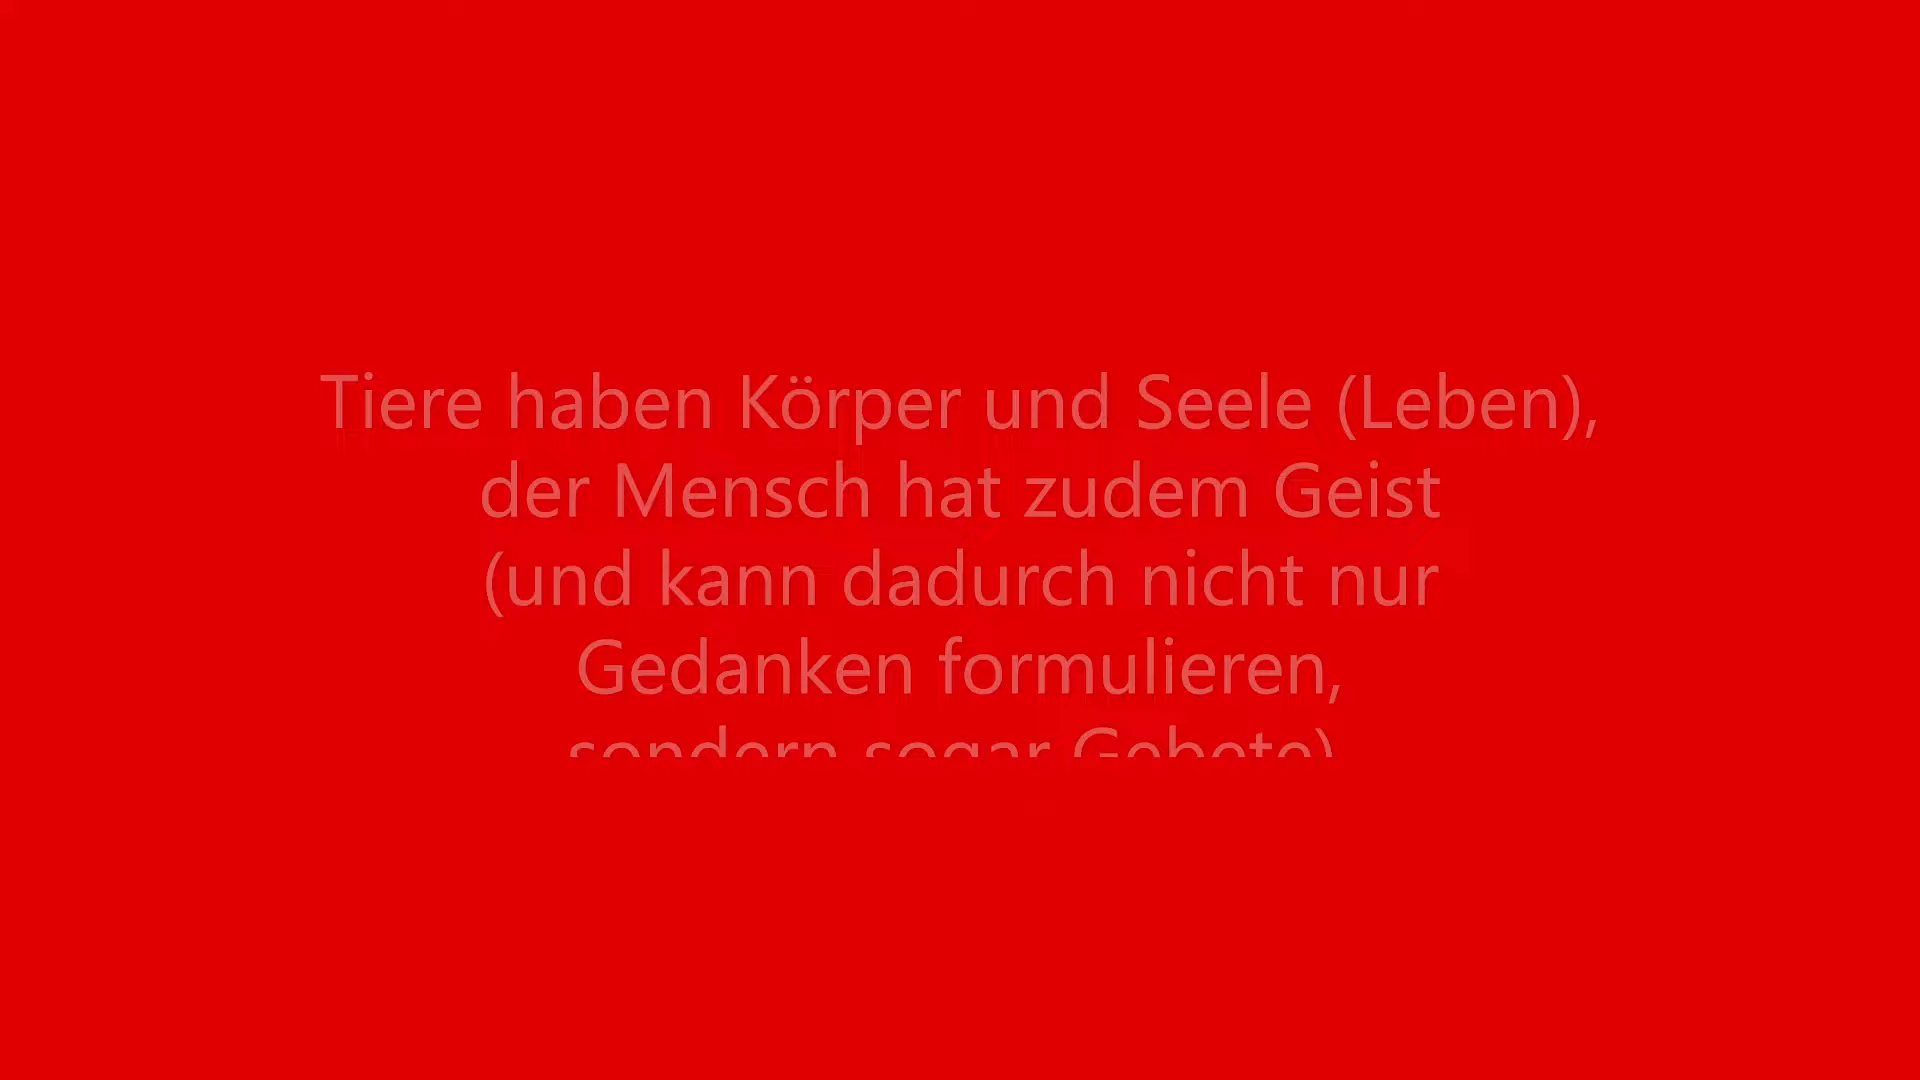 Tiere haben Körper und Seele (Leben),
der Mensch hat zudem Geist
(und kann dadurch nicht nur
Gedanken formulieren,
sondern sogar Gebete)